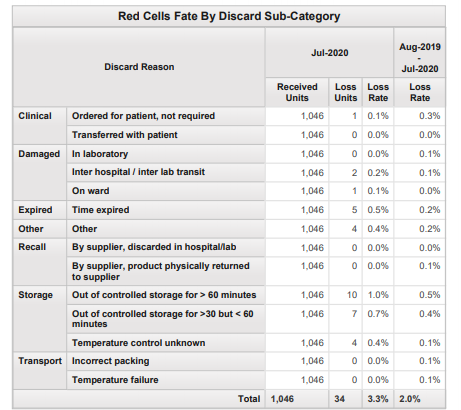 Red Cells Fate By Discard Sub-Category
Discard Reason
Jul-2020
Aug-2019
-
Jul-2020
Received Units
Loss Units
Loss Rate
Loss Rate
Clinical Ordered for patient, not required 1,046 1 0.1% 0.3%
Transferred with patient 1,046 0 0.0% 0.0%
Damaged In laboratory 1,046 0 0.0% 0.1%
Inter hospital / inter lab transit 1,046 2 0.2% 0.1%
On ward 1,046 1 0.1% 0.0%
Expired Time expired 1,046 5 0.5% 0.2%
Other Other 1,046 4 0.4% 0.2%
Recall By supplier, discarded in hospital/lab 1,046 0 0.0% 0.0%
By supplier, product physically returned
to supplier 1,046 0 0.0% 0.1%
Storage Out of controlled storage for > 60 minutes 1,046 10 1.0% 0.5%
Out of controlled storage for >30 but < 60
minutes 1,046 7 0.7% 0.4%
Temperature control unknown 1,046 4 0.4% 0.1%
Transport Incorrect packing 1,046 0 0.0% 0.1%
Temperature failure 1,046 0 0.0% 0.1%
Total 1,046 34 3.3% 2.0%